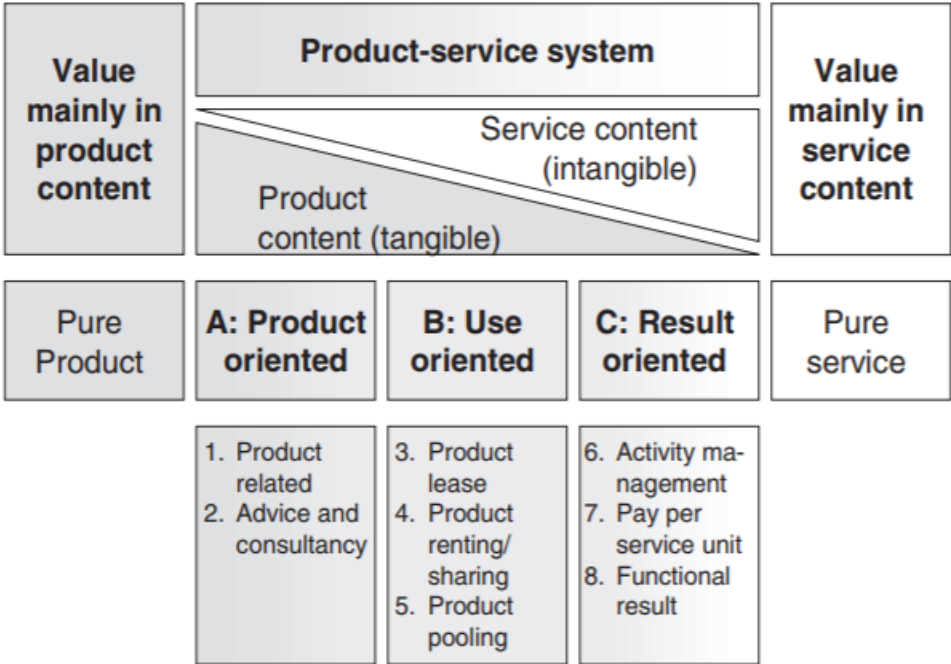 Value
mainly in
product
content
Product-service system
Service content
(intangible)
Product
content (tangible)
Value
mainly in
service
content
Pure
Product
A: Product
oriented
B: Use
oriented
C: Result
oriented
Pure
service
1. Product
related
2. Advice and
consultancy
3. Product
lease
4. Product
renting/
sharing
5. Product
pooling
6. Activity ma-
nagement
7. Pay per
service unit
8. Functional
result